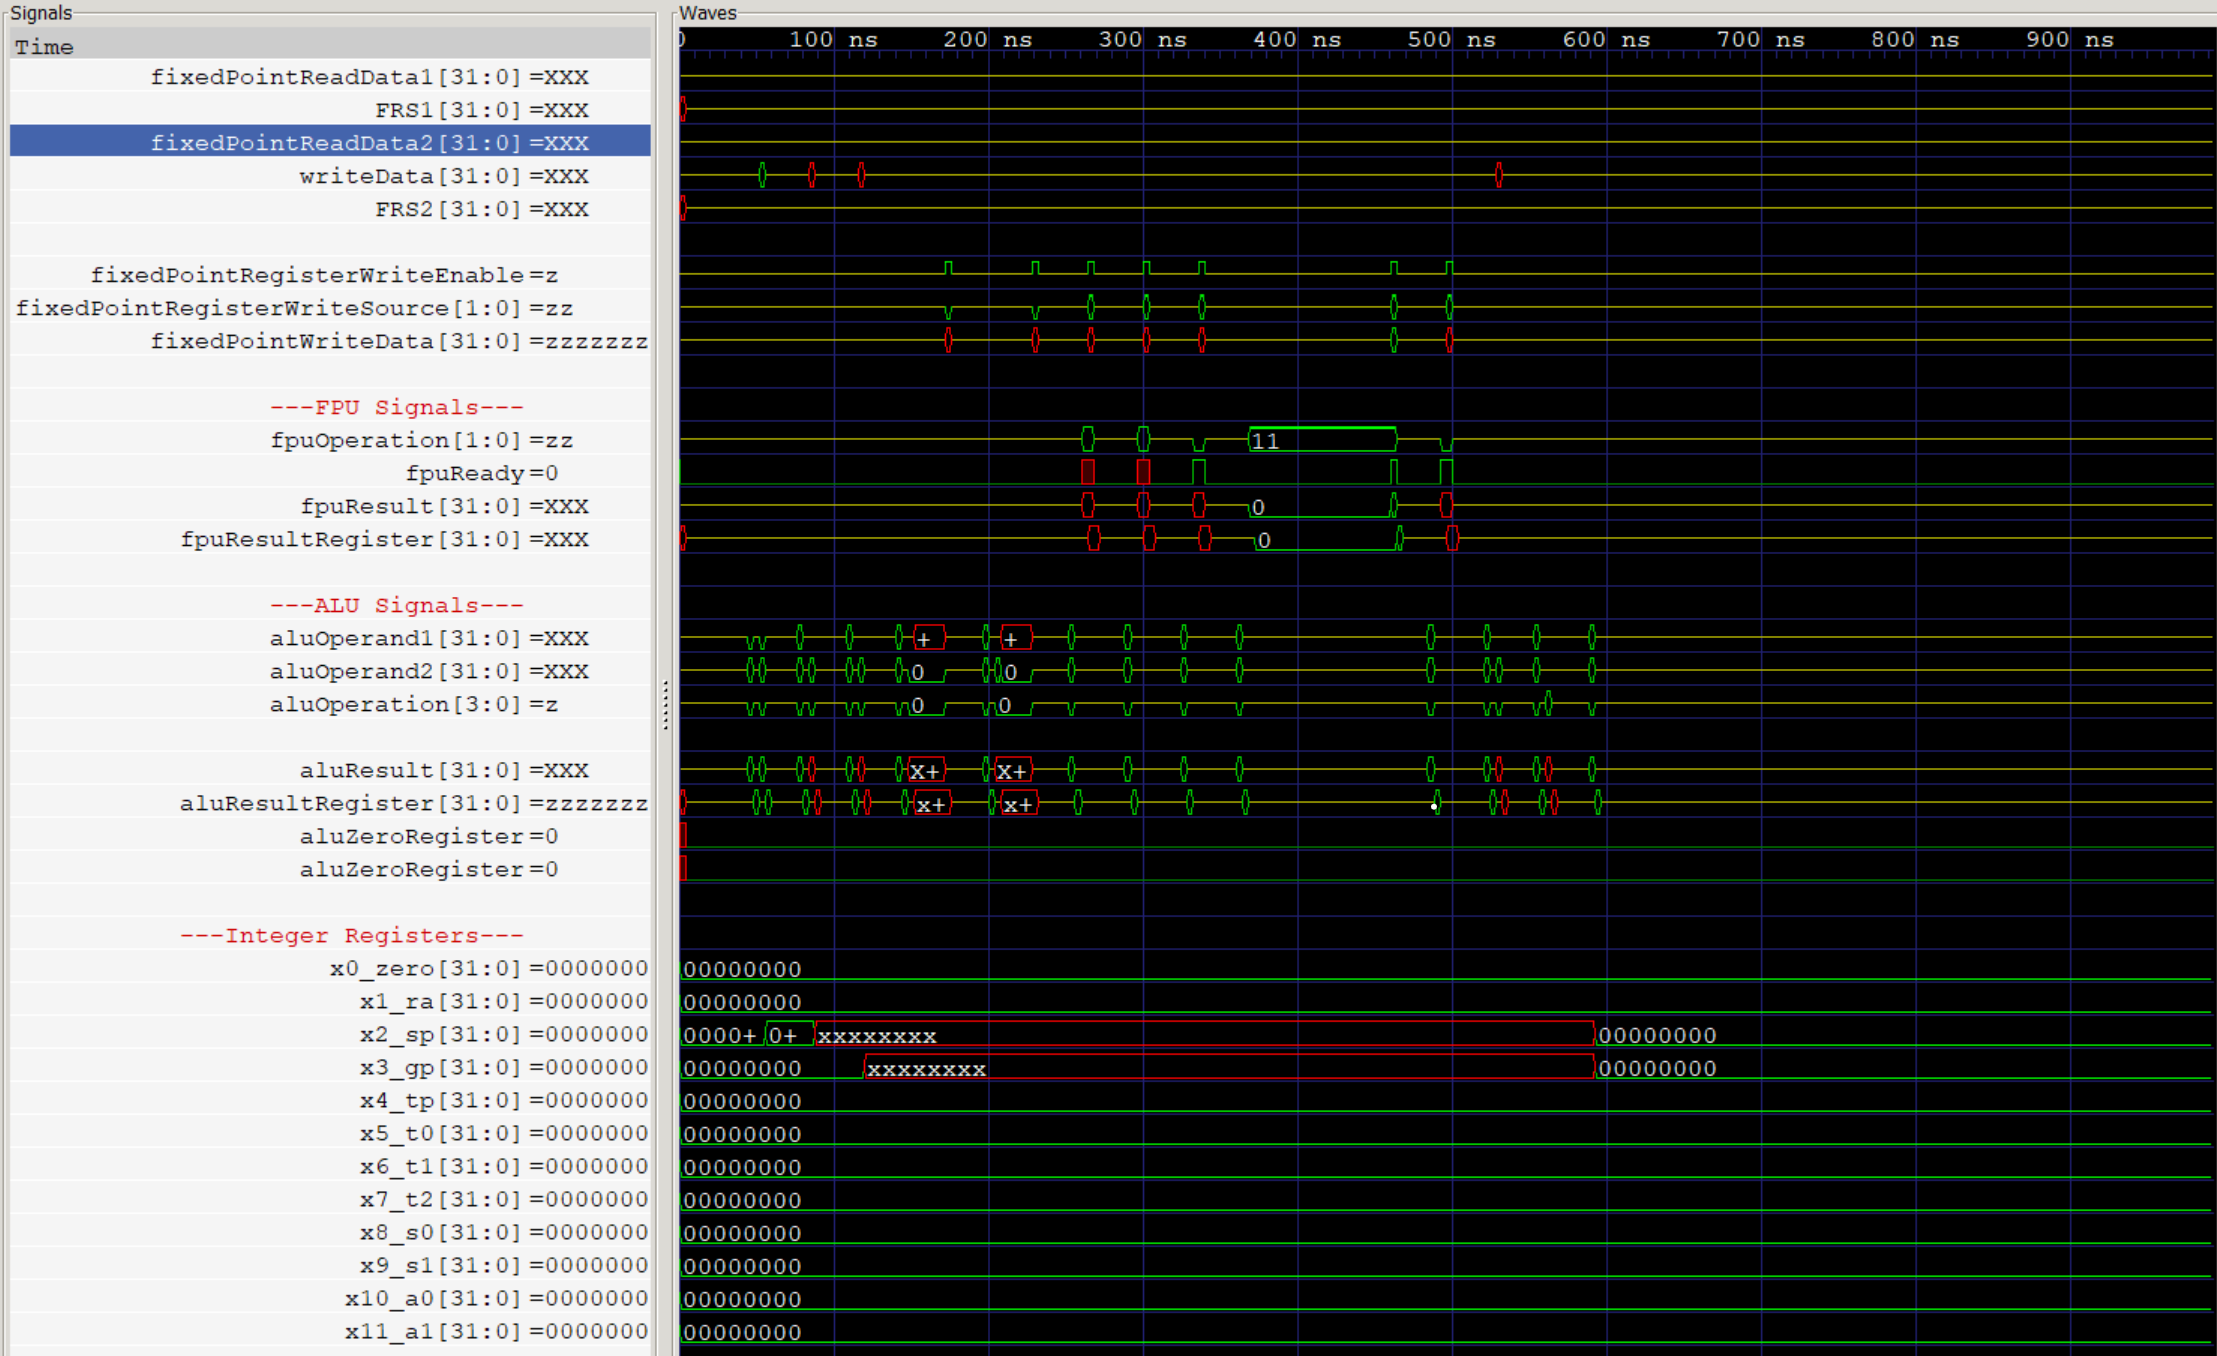 Signals
Waves
Time
0 100 ns 200 ns 300 ns 400 ns 500 ns 600 ns 700 ns 800 ns 900 ns
fixedPointReadData1[31:0] =XXX
FRS1[31:0] =XXX
fixedPointReadData2[31:0] =XXX
writeData[31:0] =XXX
FRS2[31:0] =XXX
fixedPointRegisterWriteEnable =z
fixedPointRegisterWriteSource[1:0] =zz
fixedPointWriteData[31:0] =zzzzzzz
---FPU Signals---
fpuOperation[1:0] =zz 11
fpuReady =0
fpuResult[31:0] =XXX 0
fpuResultRegister[31:0] =XXX 0
---ALU Signals---
aluOperand1[31:0] =XXX + +
aluOperand2[31:0] =XXX 0 0
aluOperation[3:0] =z 0 0
aluResult[31:0] =XXX x+ x+
aluResultRegister[31:0] =zzzzzzz x+ x+
aluZeroRegister =0
aluZeroRegister =0
---Integer Registers---
x0_zero[31:0] =0000000 00000000
x1_ra[31:0] =0000000 00000000
x2_sp[31:0] =0000000 0000+ 0+ xxxxxxxx 00000000
x3_gp[31:0] =0000000 00000000 xxxxxxxx 00000000
x4_tp[31:0] =0000000 00000000
x5_t0[31:0] =0000000 00000000
x6_t1[31:0] =0000000 00000000
x7_t2[31:0] =0000000 00000000
x8_s0[31:0] =0000000 00000000
x9_s1[31:0] =0000000 00000000
x10_a0[31:0] =0000000 00000000
x11_a1[31:0] =0000000 00000000